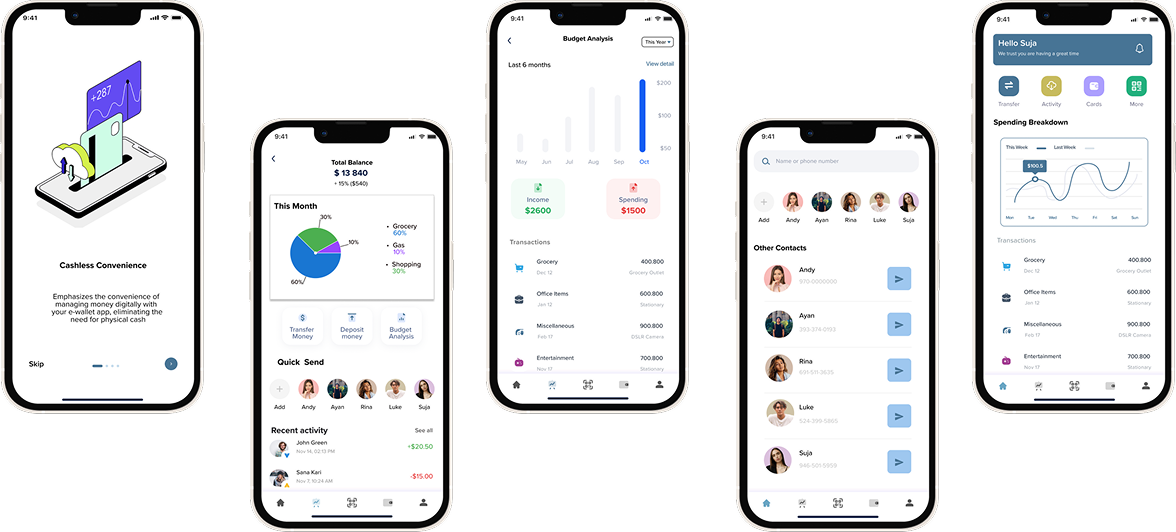 9:41
+287
Cashless Convenience
Emphasizes the convenience of
managing money digitally with
your e-wallet app, eliminating the
need for physical cash
Skip
9:41
Total Balance
$ 13 840
+ 15% ($540)
This Month
30%
10%
60%
• Grocery
60%
• Gas
10%
• Shopping
30%
Transfer
Money
Deposit
money
Budget
Analysis
Quick Send
Add
Andy
Ayan
Rina
Luke
Suja
Recent activity
See all
John Green
Nov 14, 02:13 PM
+$20.50
Sana Kari
Nov 7, 10:24 AM
-$15.00
9:41
Budget Analysis
This Year
Last 6 months
View detail
$200
$100
$50
May
Jun
Jul
Aug
Sep
Oct
Income
$2600
Spending
$1500
Transactions
Grocery
400.800
Dec 12
Grocery Outlet
Office Items
600.800
Jan 12
Stationary
Miscellaneous
900.800
Feb 17
DSLR Camera
Entertainment
700.800
Nov 17
Stationary
9:41
Name or phone number
Add
Andy
Ayan
Rina
Luke
Suja
Other Contacts
Andy
970-0000000
Ayan
393-374-0193
Rina
691-511-3635
Luke
524-399-5860
Suja
946-501-5959
9:41
Hello Suja
We trust you are having a great time
Transfer
Activity
Cards
More
Spending Breakdown
This Week
Last Week
$100.5
Mon
Tue
Wed
Thu
Fri
Sat
Sun
Transactions
Grocery
400.800
Dec 12
Grocery Outlet
Office Items
600.800
Jan 12
Stationary
Miscellaneous
900.800
Feb 17
DSLR Camera
Entertainment
700.800
Nov 17
Stationary